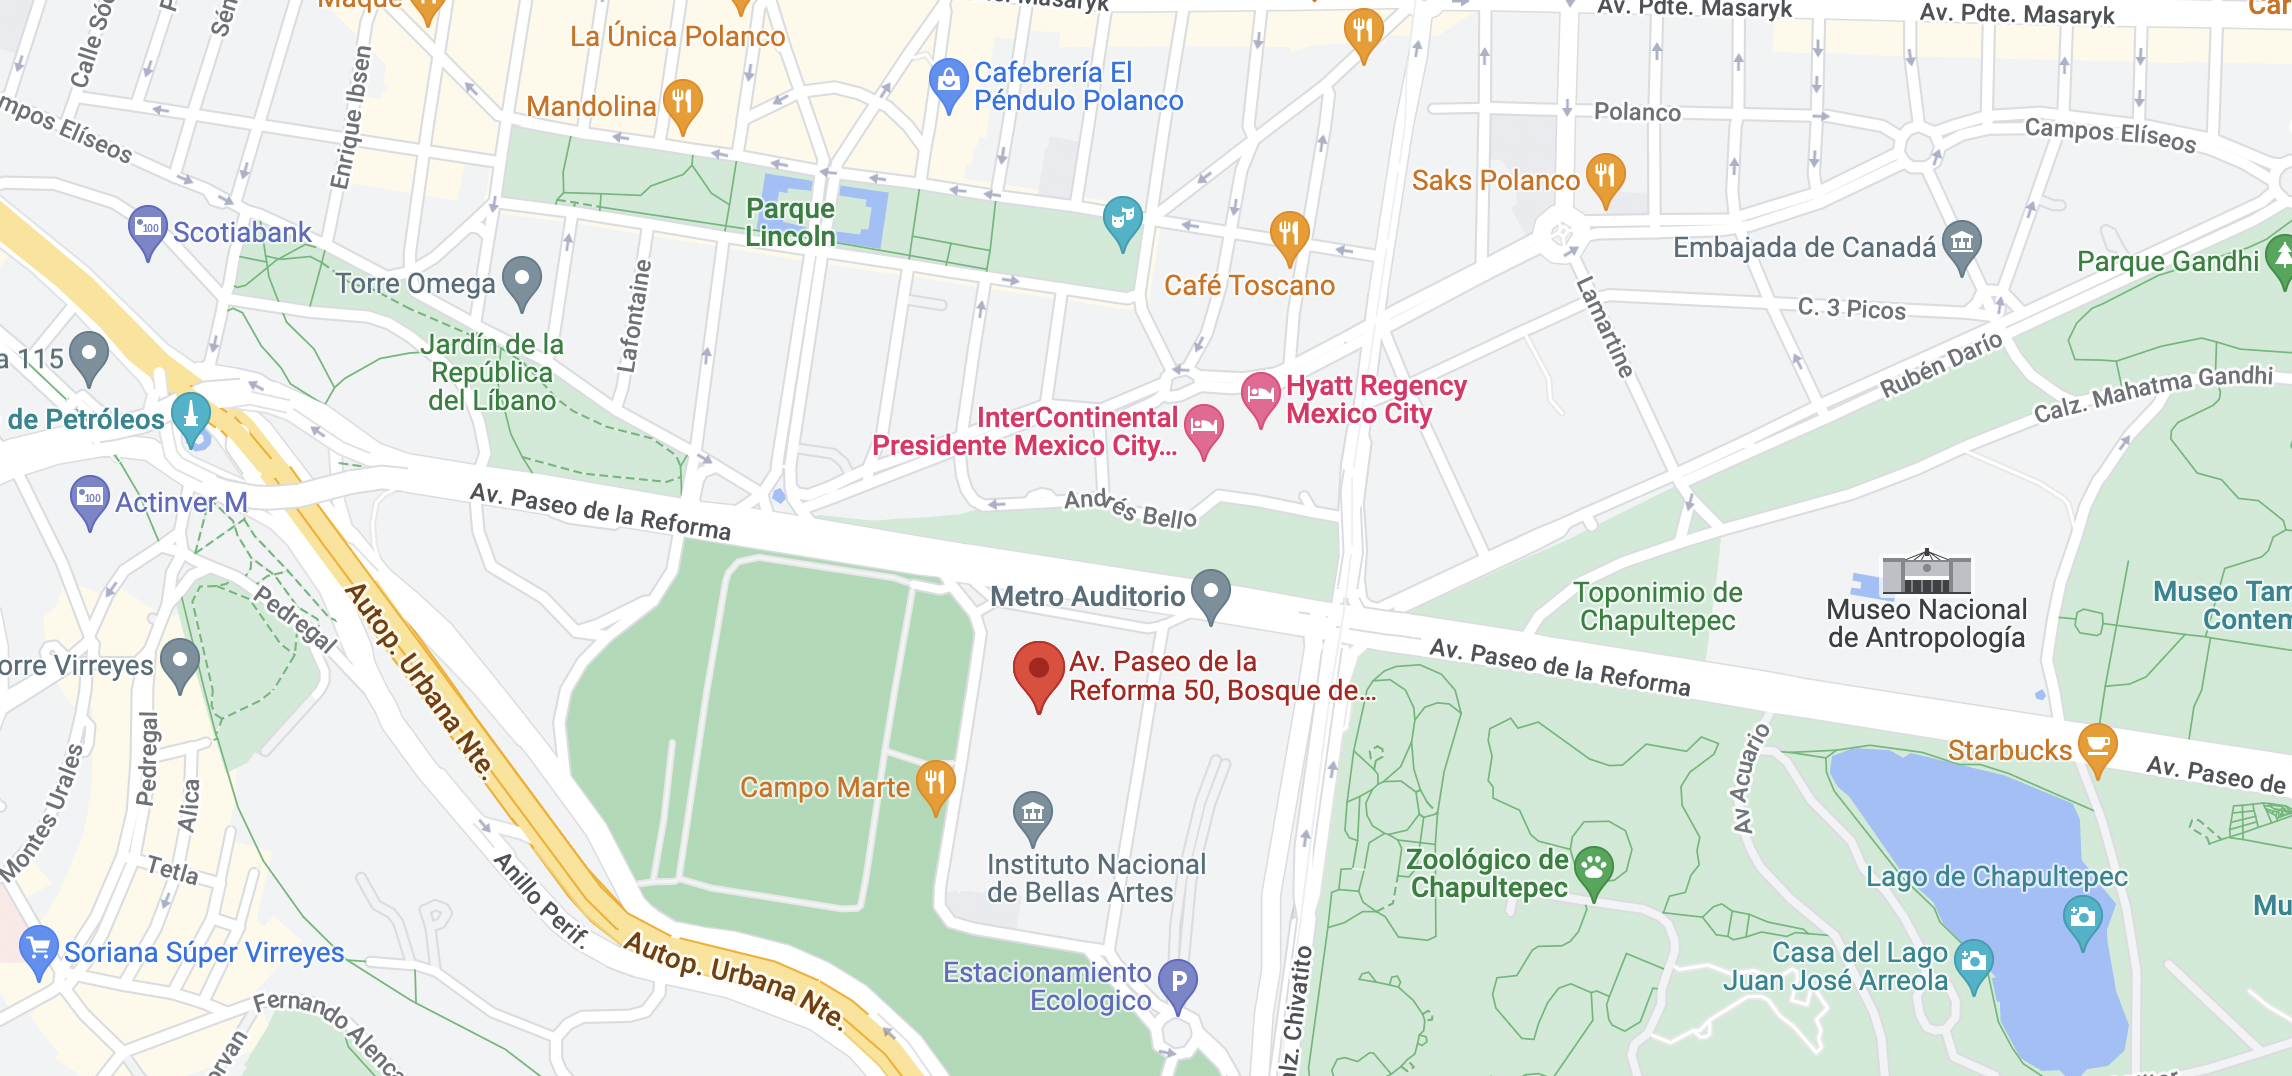 Maque
La Única Polanco
Masaryk
Av. Pdte. Masaryk
Av. Pdte. Masaryk
Calle
Enrique Ibsen
Mandolina
Cafebrería El
Péndulo Polanco
Polanco
Campos Elíseos
mpos Elíseos
Saks Polanco
Scotiabank
100
Parque
Lincoln
Embajada de Canadá
Parque Gandhi
Torre Omega
Lafontaine
Café Toscano
Lamartine
C. 3 Picos
a 115
Jardín de la
República
del Líbano
Rubén Darío
Calz. Mahatma Gandhi
de Petróleos
InterContinental
Presidente Mexico City...
Hyatt Regency
Mexico City
Actinver M
100
Av. Paseo de la Reforma
Andrés Bello
Metro Auditorio
Toponimio de
Chapultepec
Museo Nacional
de Antropología
Museo Tam
Contem
Pedregal
Autop. Urbana Nte.
orre Virreyes
Av. Paseo de la
Reforma 50, Bosque de...
Av. Paseo de la Reforma
Starbucks
Av. Paseo de
Av Acuario
Pedregal
Alica
Montes Urales
Campo Marte
Tetla
Anillo Perif.
Instituto Nacional
de Bellas Artes
Zoológico de
Chapultepec
Lago de Chapultepec
Mu
Soriana Súper Virreyes
Autop. Urbana Nte.
Estacionamiento
Ecologico
P
Calz. Chivatito
Casa del Lago
Juan José Arreola
Fernando Alenca
orvan